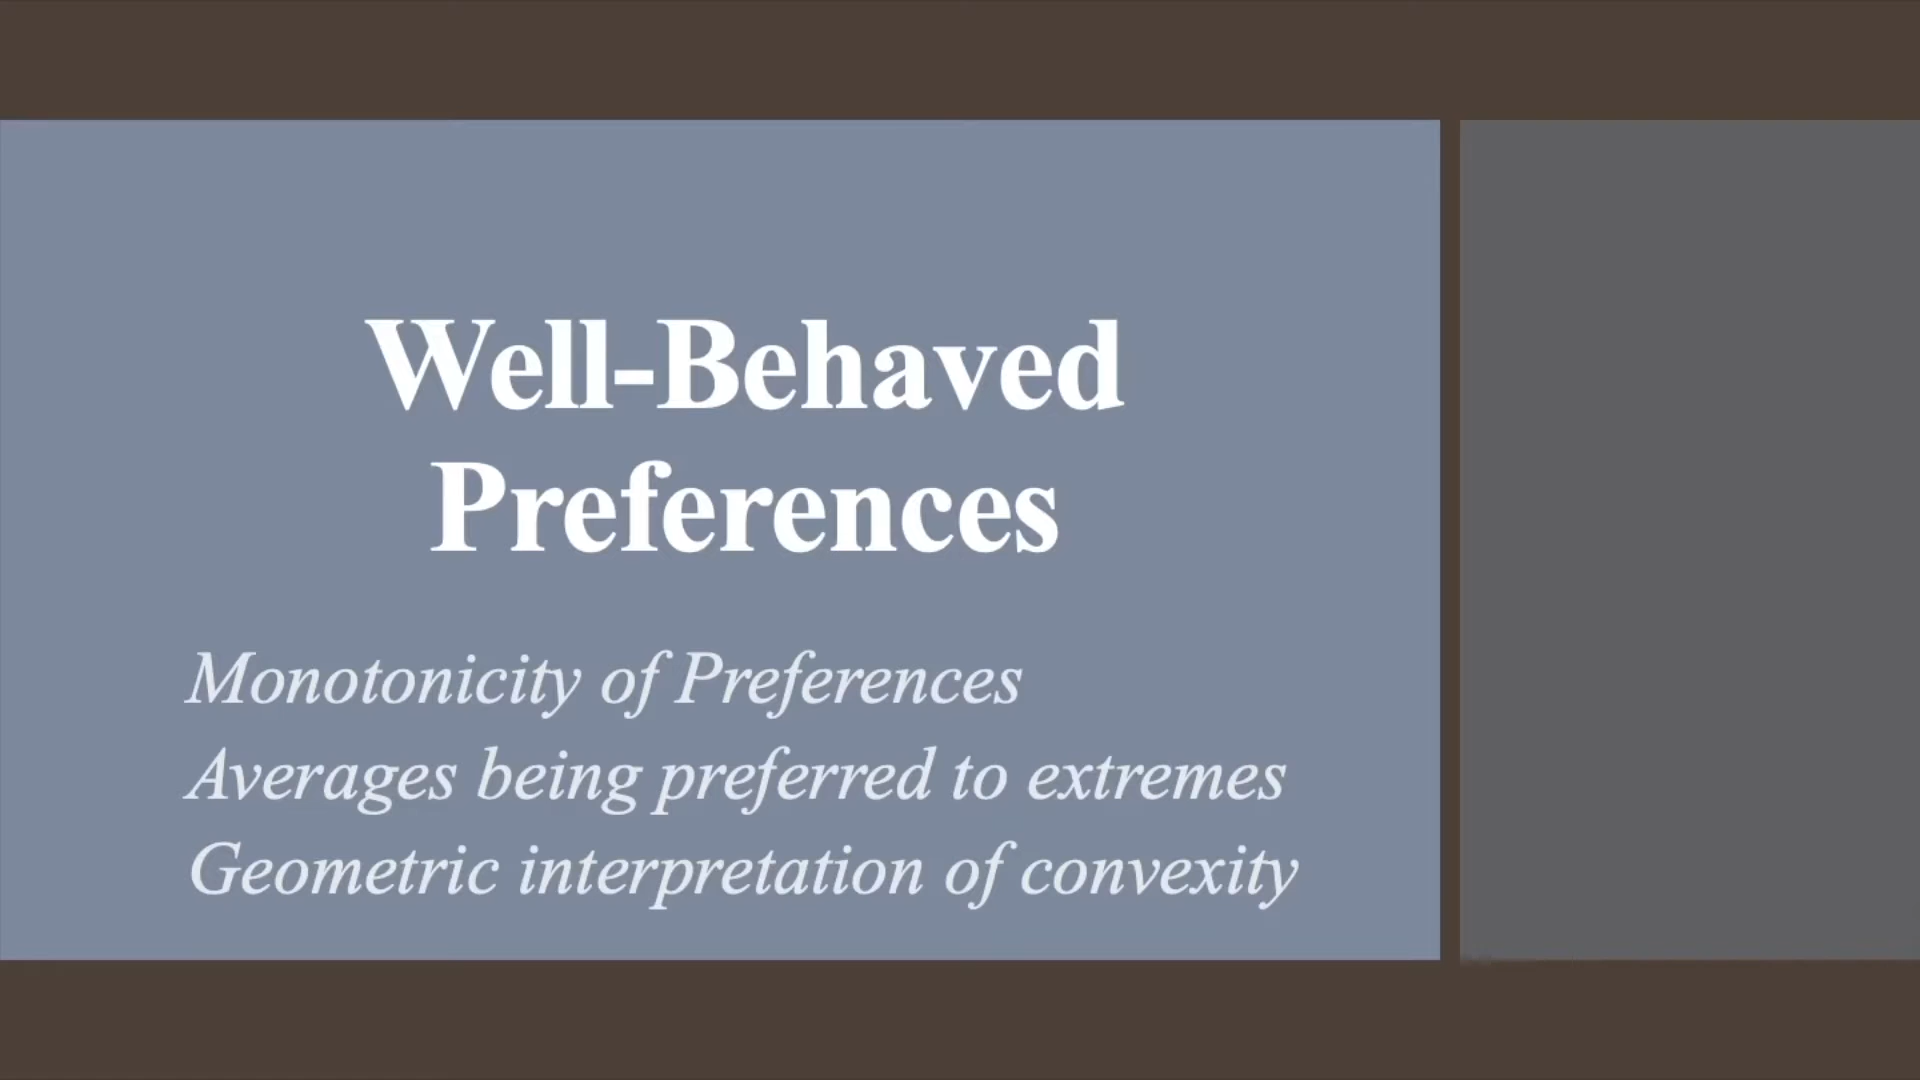 Well-Behaved
Preferences
Monotonicity of Preferences
Averages being preferred to extremes
Geometric interpretation of convexity